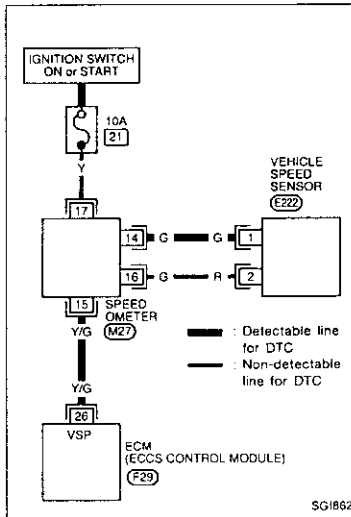 IGNITION SWITCH
ON or START
10A
21
Y
17
VEHICLE
SPEED
SENSOR
E222
14 G G 1
16 G R 2
15 SPEED
OMETER
M27
Y/G
: Detectable line
for DTC
: Non-detectable
line for DTC
Y/G
26
VSP
ECM
(ECCS CONTROL MODULE)
F29
SGI862